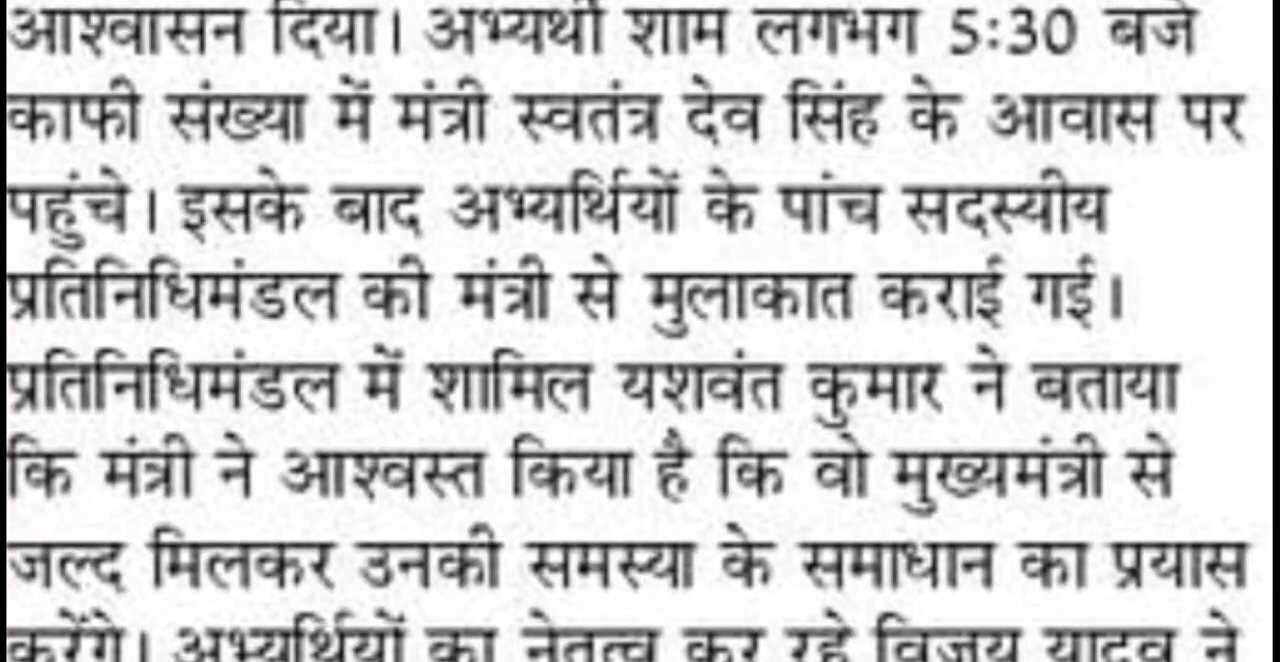 आश्वासन दिया। अभ्यर्थी शाम लगभग 5:30 बजे
काफी संख्या में मंत्री स्वतंत्र देव सिंह के आवास पर
पहुंचे। इसके बाद अभ्यर्थियों के पांच सदस्यीय
प्रतिनिधिमंडल की मंत्री से मुलाकात कराई गई।
प्रतिनिधिमंडल में शामिल यशवंत कुमार ने बताया
कि मंत्री ने आश्वस्त किया है कि वो मुख्यमंत्री से
जल्द मिलकर उनकी समस्या के समाधान का प्रयास
करेंगे। अभ्यर्थियों का नेतृत्व कर रहे विजय यादव ने